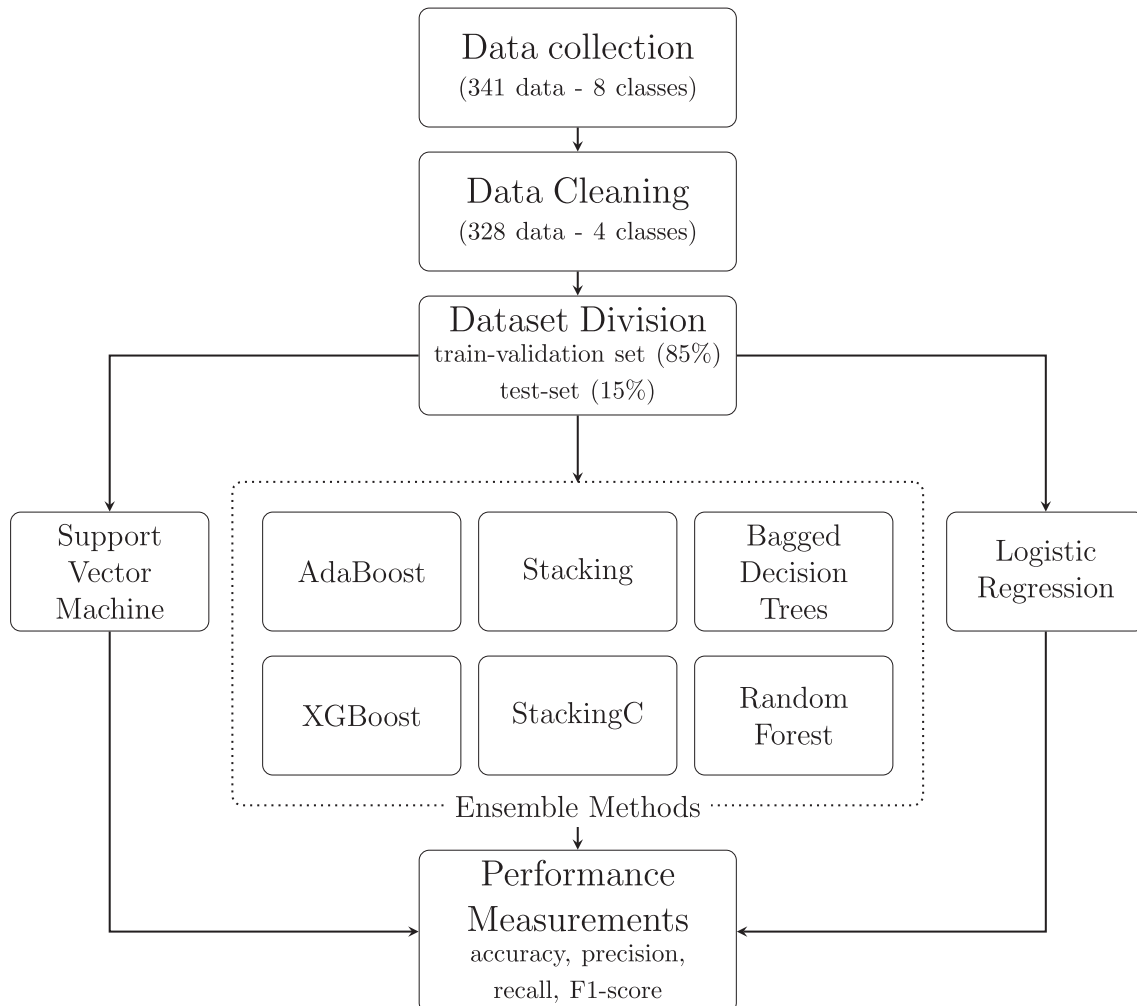 Data collection
(341 data - 8 classes)
Data Cleaning
(328 data - 4 classes)
Dataset Division
train-validation set (85%)
test-set (15%)
Support
Vector
Machine
AdaBoost
Stacking
Bagged
Decision
Trees
Logistic
Regression
XGBoost
StackingC
Random
Forest
Ensemble Methods
Performance
Measurements
accuracy, precision,
recall, F1-score